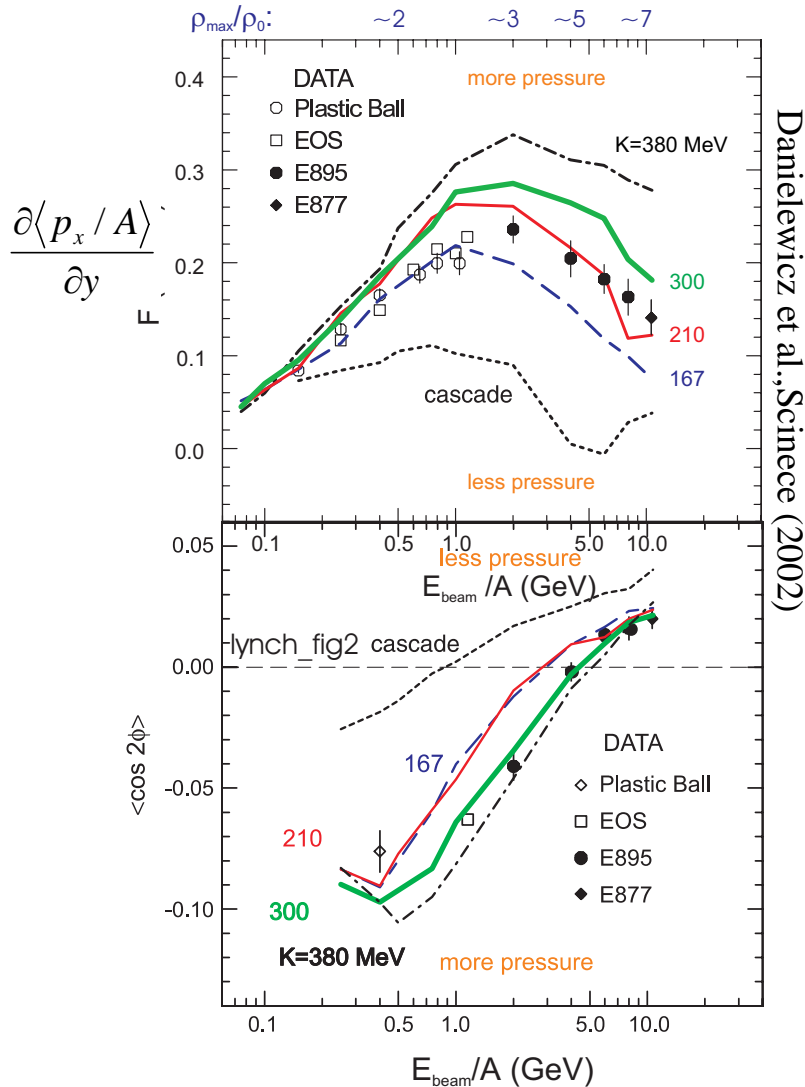 ρmax/ρ0: ~2 ~3 ~5 ~7
0.4
0.3
0.2
0.1
0.0
DATA
Plastic Ball
EOS
E895
E877
more pressure
K=380 MeV
300
210
167
cascade
less pressure
∂⟨px / A⟩
∂y
F
Danielewicz et al.,Scinece (2002)
0.1 0.5 1.0 5.0 10.0
less pressure
Ebeam /A (GeV)
0.05
0.00
-0.05
-0.10
<cos 2ϕ>
lynch_fig2 cascade
167
210
300
K=380 MeV
DATA
Plastic Ball
EOS
E895
E877
more pressure
0.1 0.5 1.0 5.0 10.0
Ebeam/A (GeV)